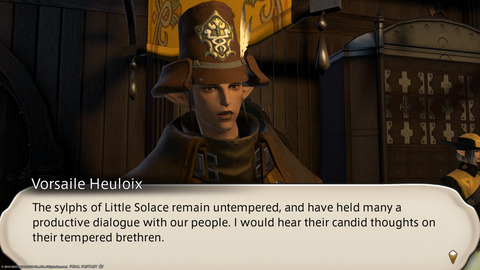 Vorsaile Heuloix
The sylphs of Little Solace remain untempered, and have held many a
productive dialogue with our people. I would hear their candid thoughts on
their tempered brethren.